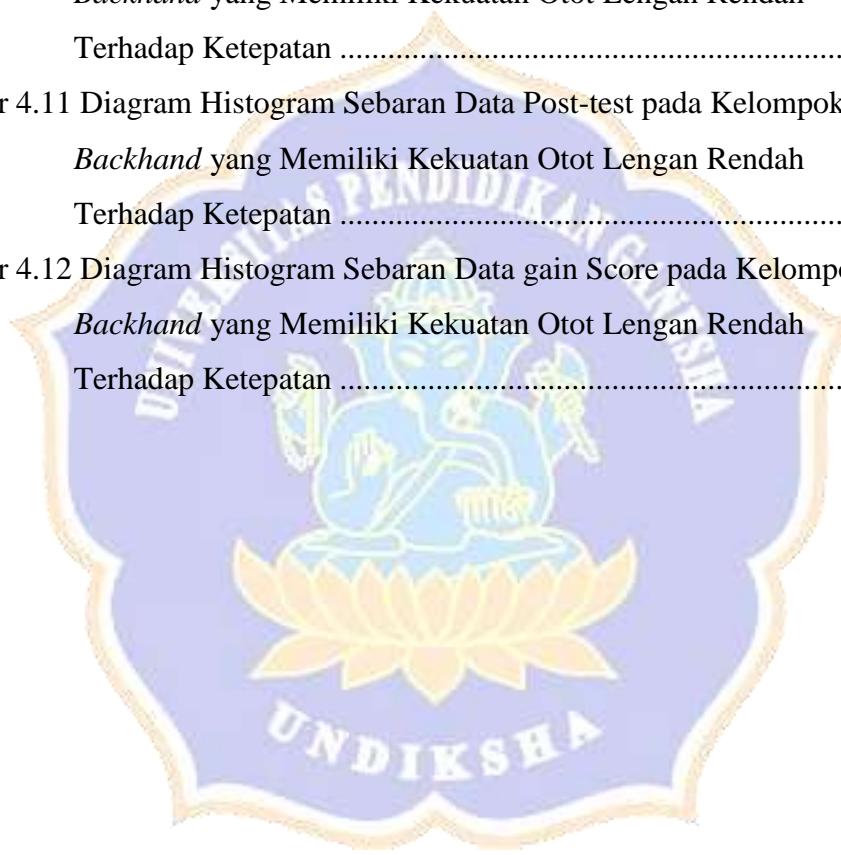 Backhand yang Memiliki Kekuatan Otot Lengan Rendah
Terhadap Ketepatan ...............................................................
r 4.11 Diagram Histogram Sebaran Data Post-test pada Kelompok
Backhand yang Memiliki Kekuatan Otot Lengan Rendah
Terhadap Ketepatan ...............................................................
r 4.12 Diagram Histogram Sebaran Data gain Score pada Kelompo
Backhand yang Memiliki Kekuatan Otot Lengan Rendah
Terhadap Ketepatan ...............................................................
UNIVERSITAS PENDIDIKAN GANESHA
UNDIKSHA